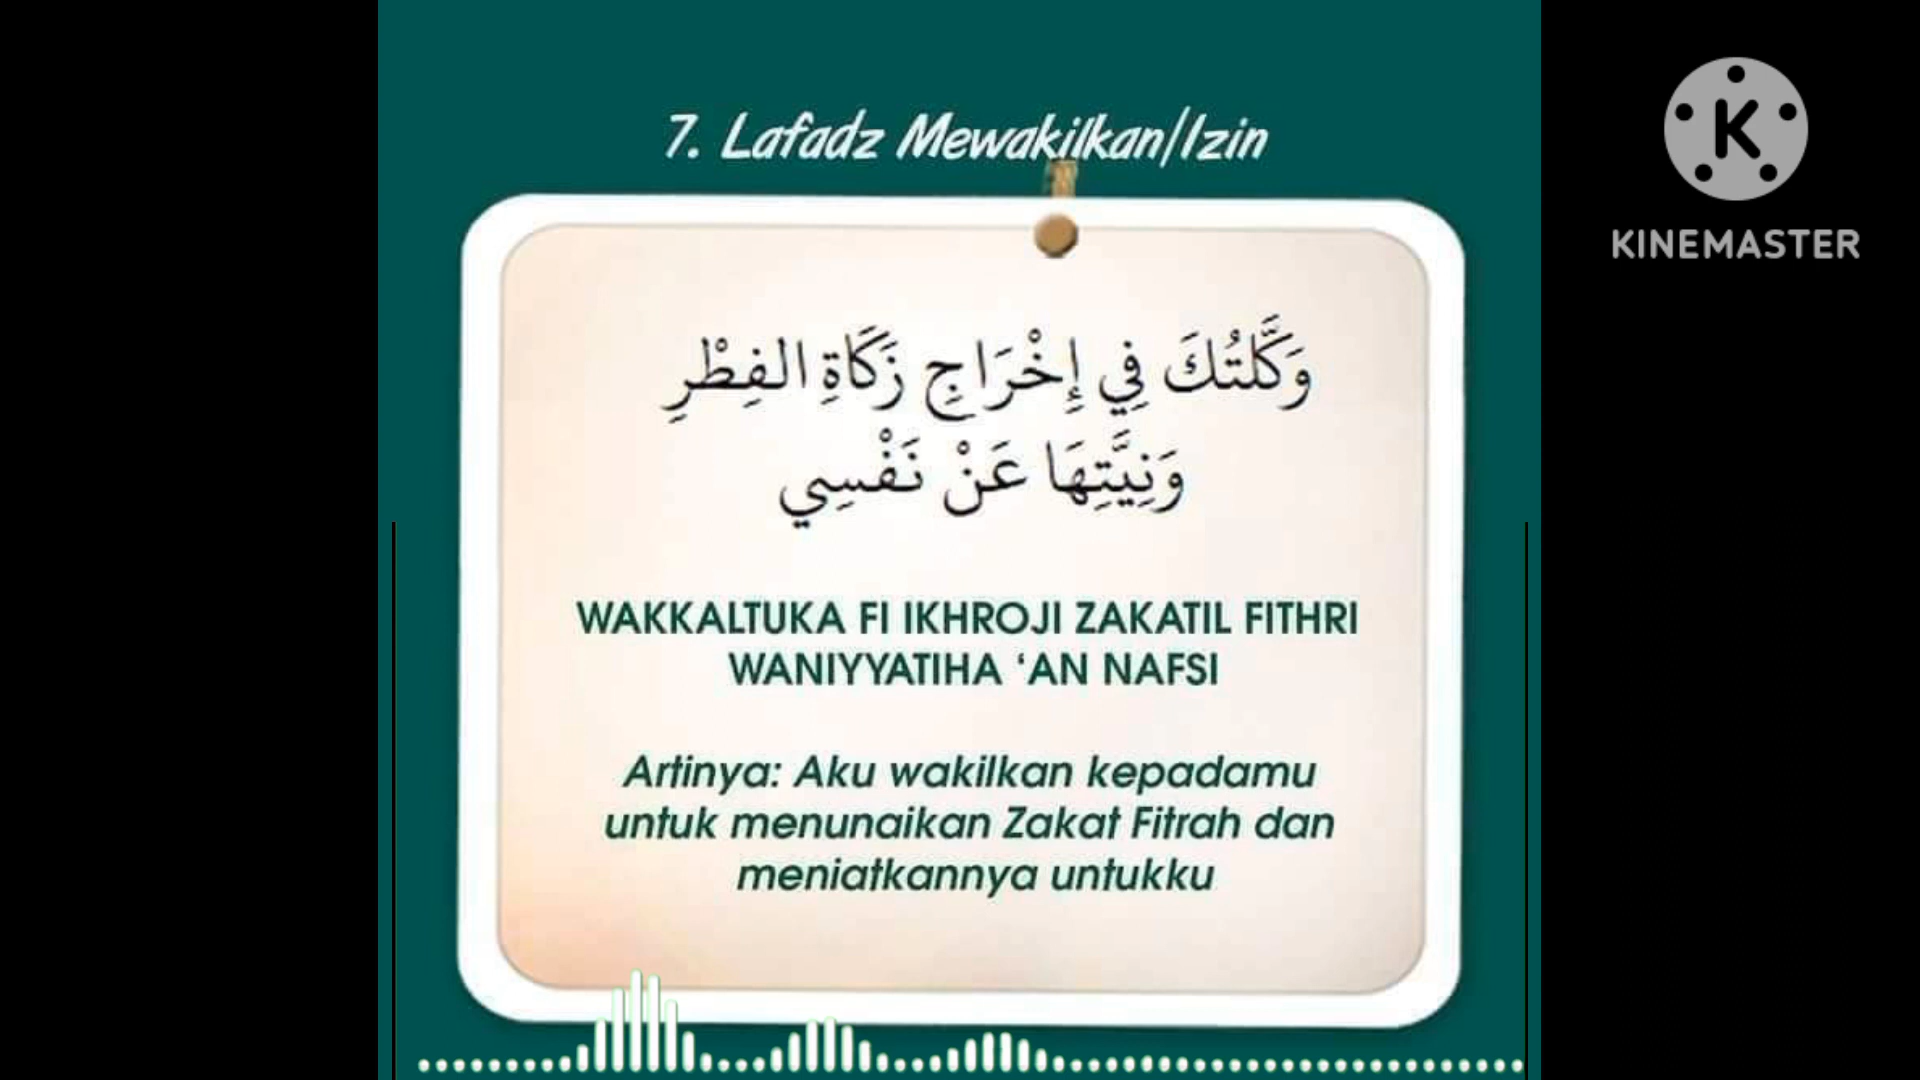 7. Lafadz Mewakilkan/Izin
K
KINEMASTER
وَكَّلْتُكَ فِي إِخْرَاجِ زَكَاةِ الفِطْرِ
وَنِيَّتِهَا عَنْ نَفْسِي
WAKKALTUKA FI IKHROJI ZAKATIL FITHRI
WANIYYATIHA ‘AN NAFSI
Artinya: Aku wakilkan kepadamu
untuk menunaikan Zakat Fitrah dan
meniatkannya untukku